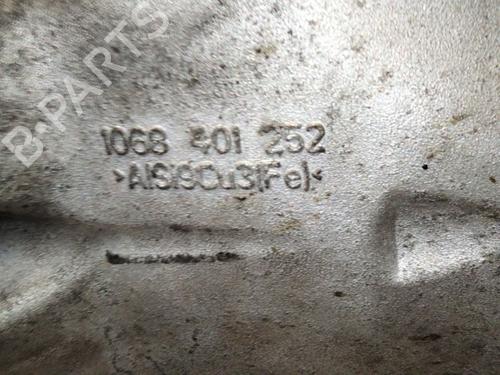 B-PARTS
1068 401 252
>AlSi9Cu3(Fe)<